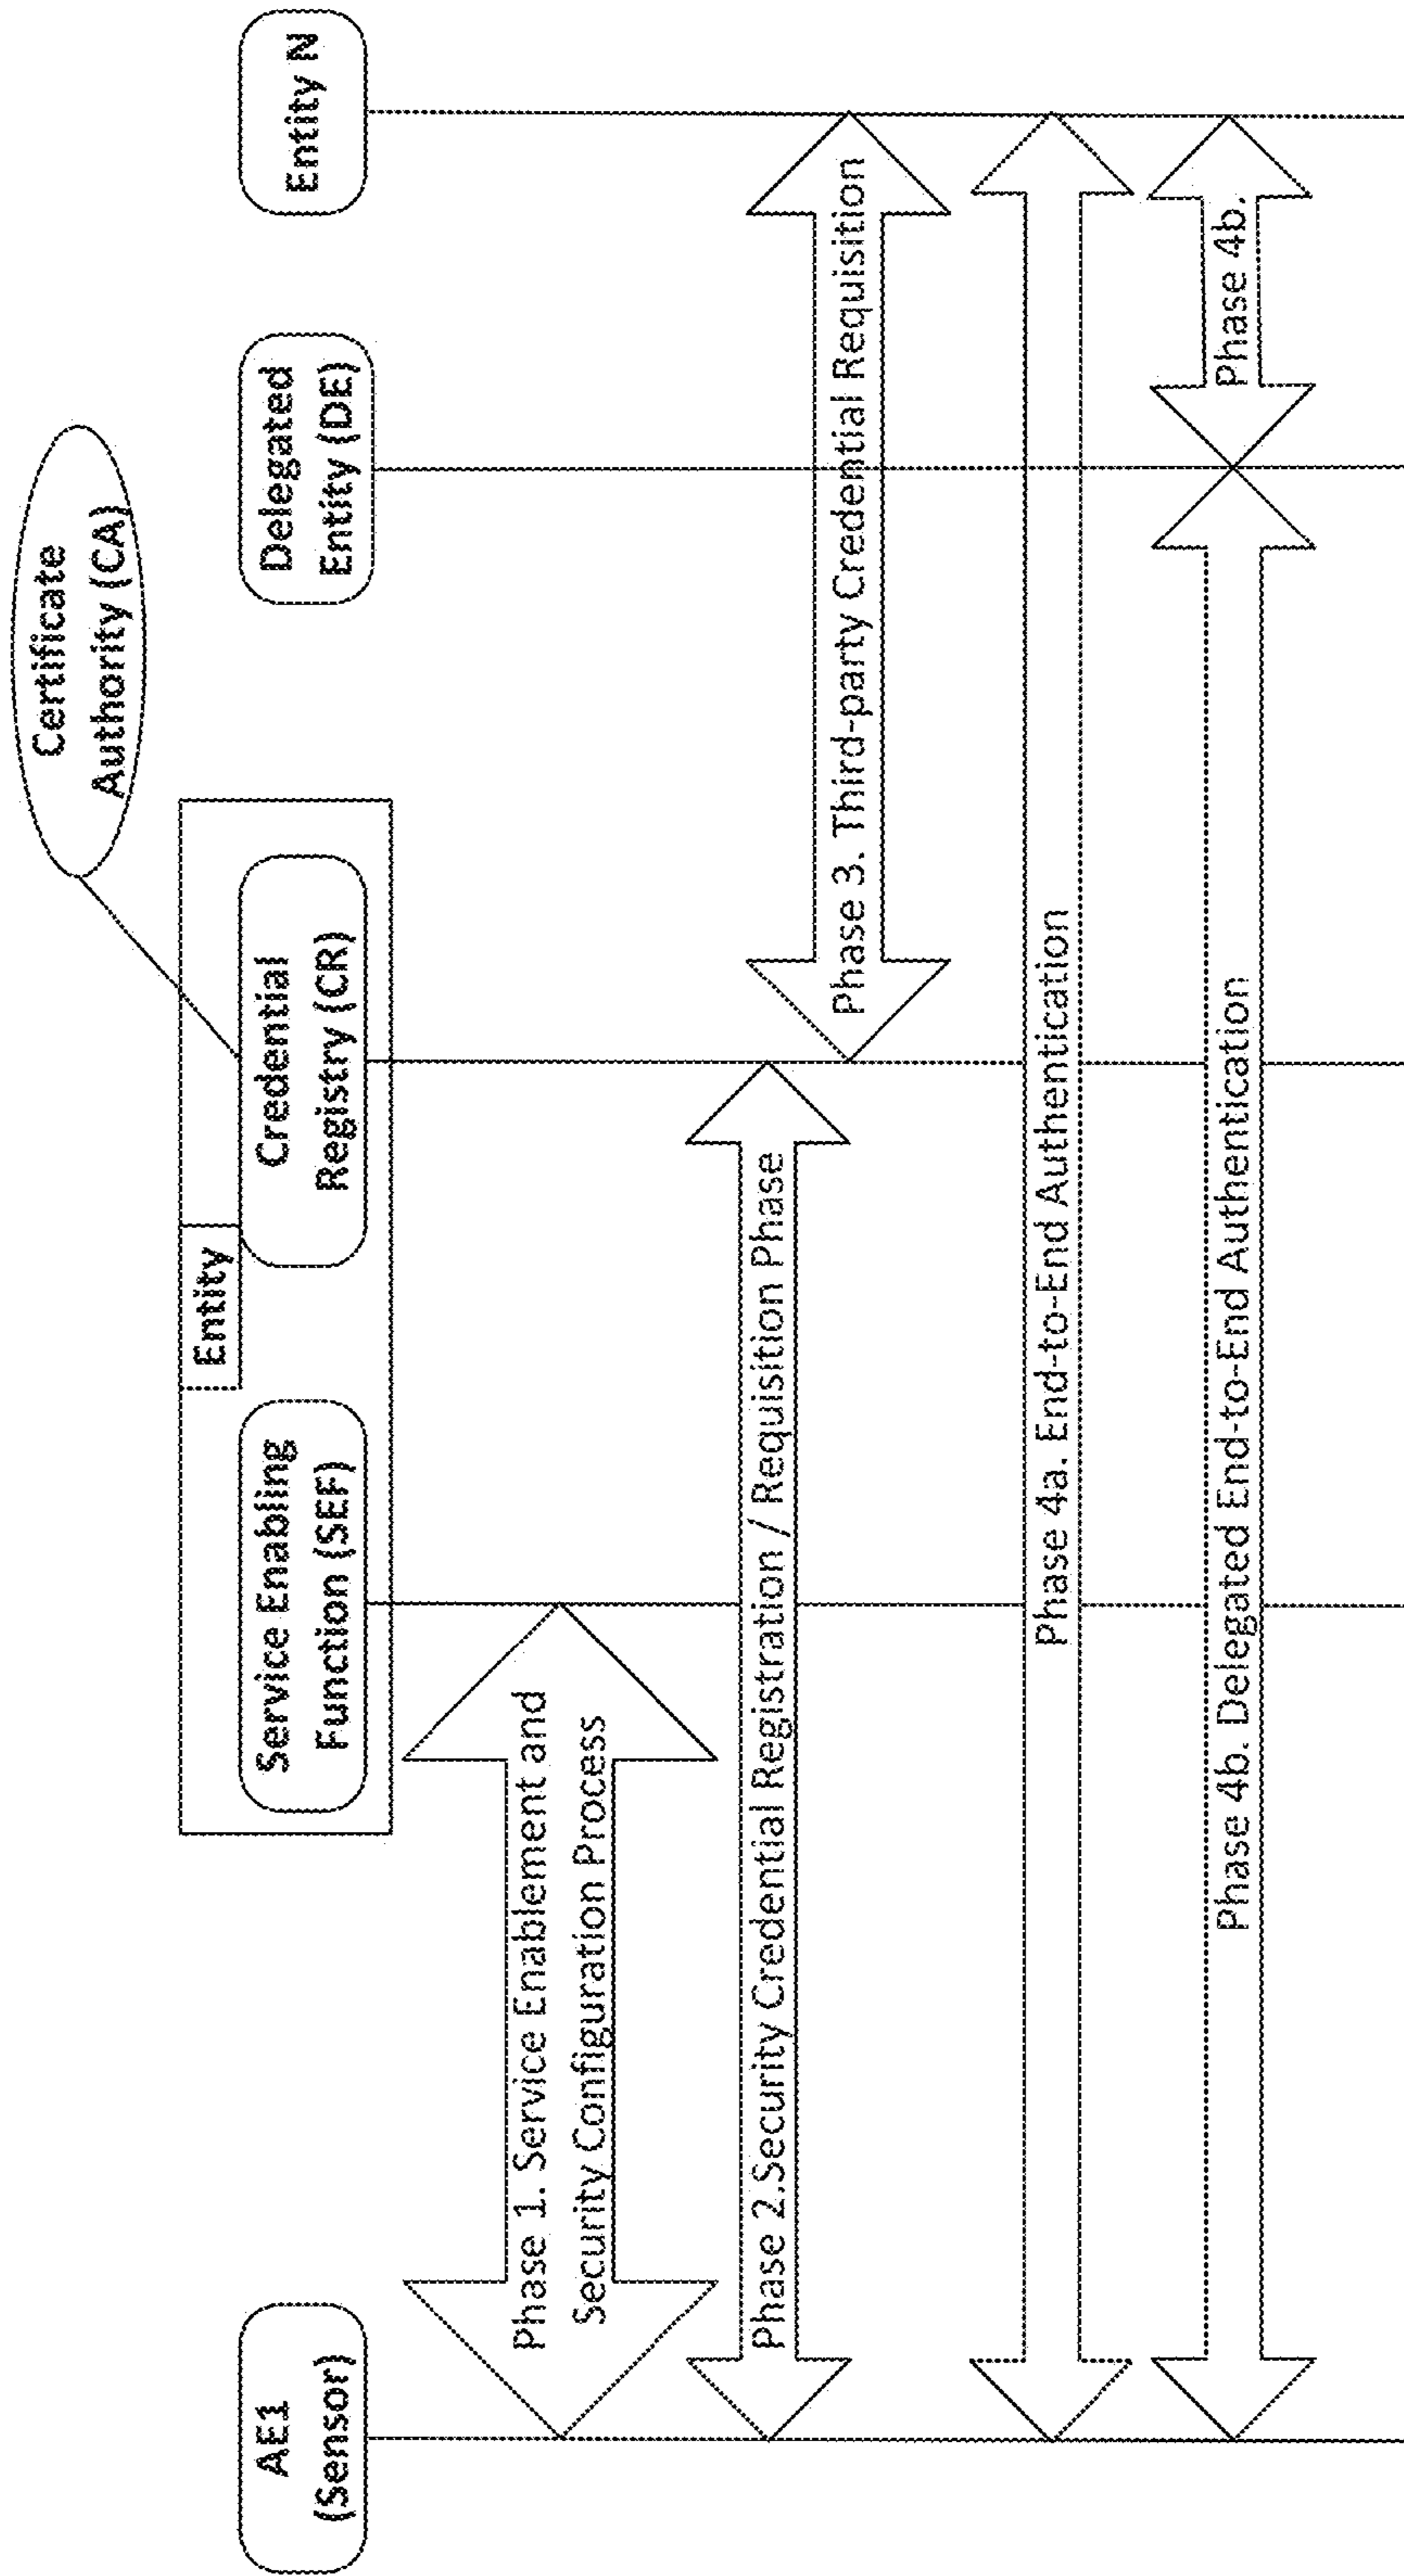 Certificate
Authority (CA)
Entity
AE1
(Sensor)
Service Enabling
Function (SEF)
Credential
Registry (CR)
Delegated
Entity (DE)
Entity N
Phase 1. Service Enablement and
Security Configuration Process
Phase 2.Security Credential Registration / Requisition Phase
Phase 3. Third-party Credential Requisition
Phase 4a. End-to-End Authentication
Phase 4b. Delegated End-to-End Authentication
Phase 4b.